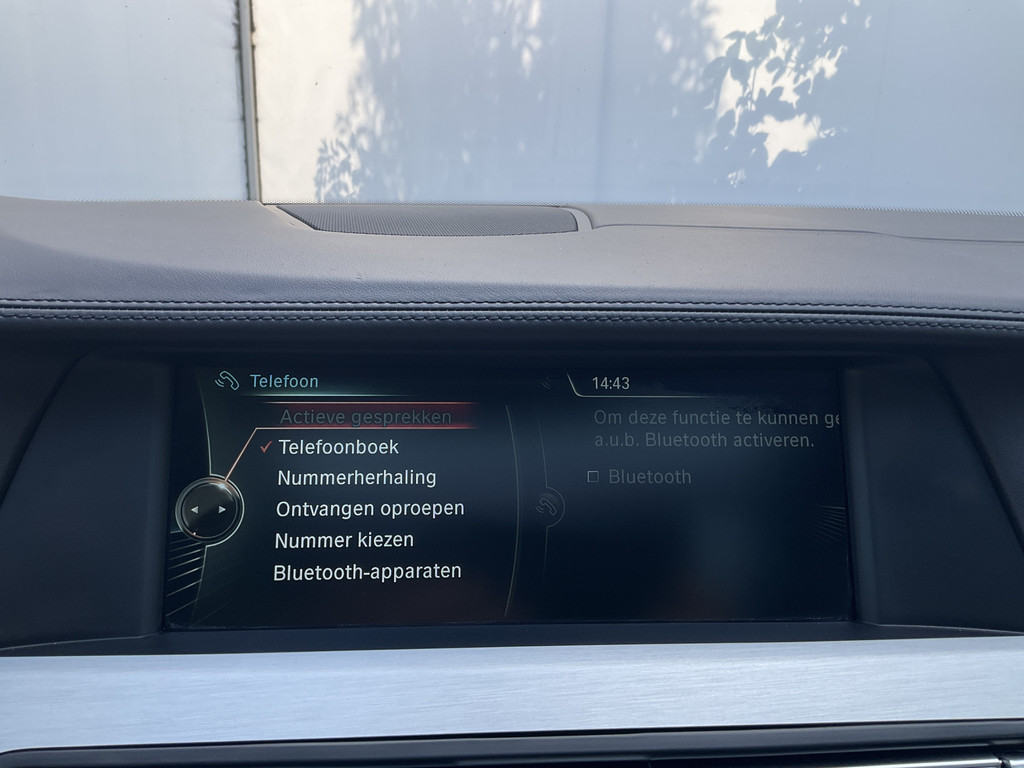 Telefoon
14:43
Actieve gesprekken
Telefoonboek
Nummerherhaling
Ontvangen oproepen
Nummer kiezen
Bluetooth-apparaten
Om deze functie te kunnen
a.u.b. Bluetooth activeren.
Bluetooth